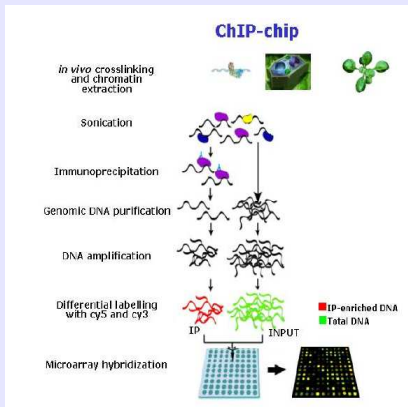 ChIP-chip
in vivo crosslinking
and chromatin
extraction
Sonication
Immunoprecipitation
Genomic DNA purification
DNA amplification
Differential labelling
with cy5 and cy3
IP-enriched DNA
Total DNA
IP
INPUT
Microarray hybridization